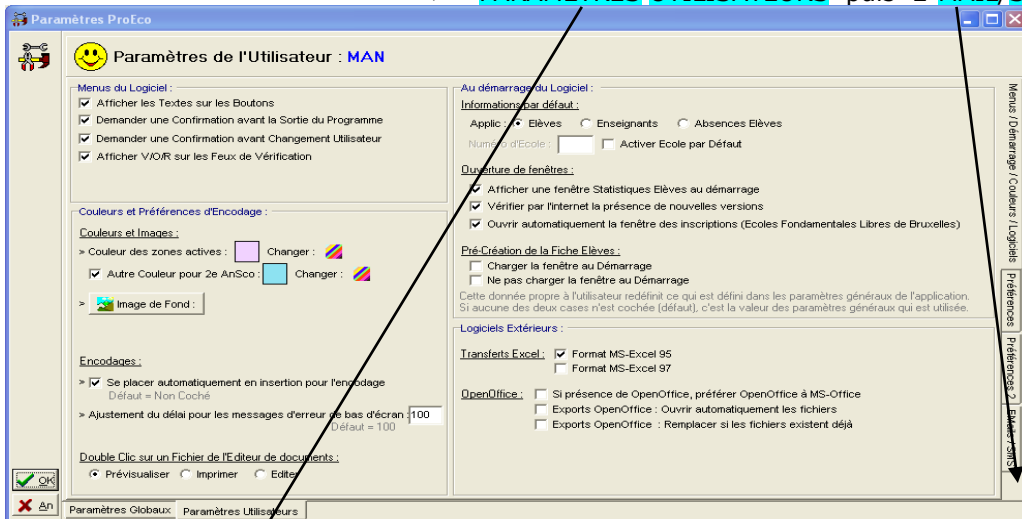 PARAMÈTRES UTILISATEURS puis
Paramètres ProEco
Paramètres de l'Utilisateur : MAN
Menus du Logiciel :
Afficher les Textes sur les Boutons
Demander une Confirmation avant la Sortie du Programme
Demander une Confirmation avant Changement Utilisateur
Afficher V/O/R sur les Feux de Vérification
Couleurs et Préférences d'Encodage :
Couleurs et Images :
> Couleur des zones actives : Changer :
Autre Couleur pour 2e AnSco : Changer :
> Image de Fond :
Encodages :
> Se placer automatiquement en insertion pour l'encodage
Défaut = Non Coché
> Ajustement du délai pour les messages d'erreur de bas d'écran : 100
Défaut = 100
Double Clic sur un Fichier de l'Editeur de documents :
Prévisualiser Imprimer Editer
Au démarrage du Logiciel :
Informations par défaut :
Applic : Elèves Enseignants Absences Elèves
Numéro d'Ecole : Activer Ecole par Défaut
Ouverture de fenêtres :
Afficher une fenêtre Statistiques Elèves au démarrage
Vérifier par l'internet la présence de nouvelles versions
Ouvrir automatiquement la fenêtre des inscriptions (Ecoles Fondamentales Libres de Bruxelles)
Pré-Création de la Fiche Elèves :
Charger la fenêtre au Démarrage
Ne pas charger la fenêtre au Démarrage
Cette donnée propre à l'utilisateur redéfinit ce qui est défini dans les paramètres généraux de l'application.
Si aucune des deux cases n'est cochée (défaut), c'est la valeur des paramètres généraux qui est utilisée.
Logiciels Extérieurs :
Transferts Excel : Format MS-Excel 95
Format MS-Excel 97
OpenOffice : Si présence de OpenOffice, préférer OpenOffice à MS-Office
Exports OpenOffice : Ouvrir automatiquement les fichiers
Exports OpenOffice : Remplacer si les fichiers existent déjà
Menus / Démarrage / Couleurs / Logiciels
Préférences
Préférences 2
EMails / SMS
OK
An
Paramètres Globaux Paramètres Utilisateurs